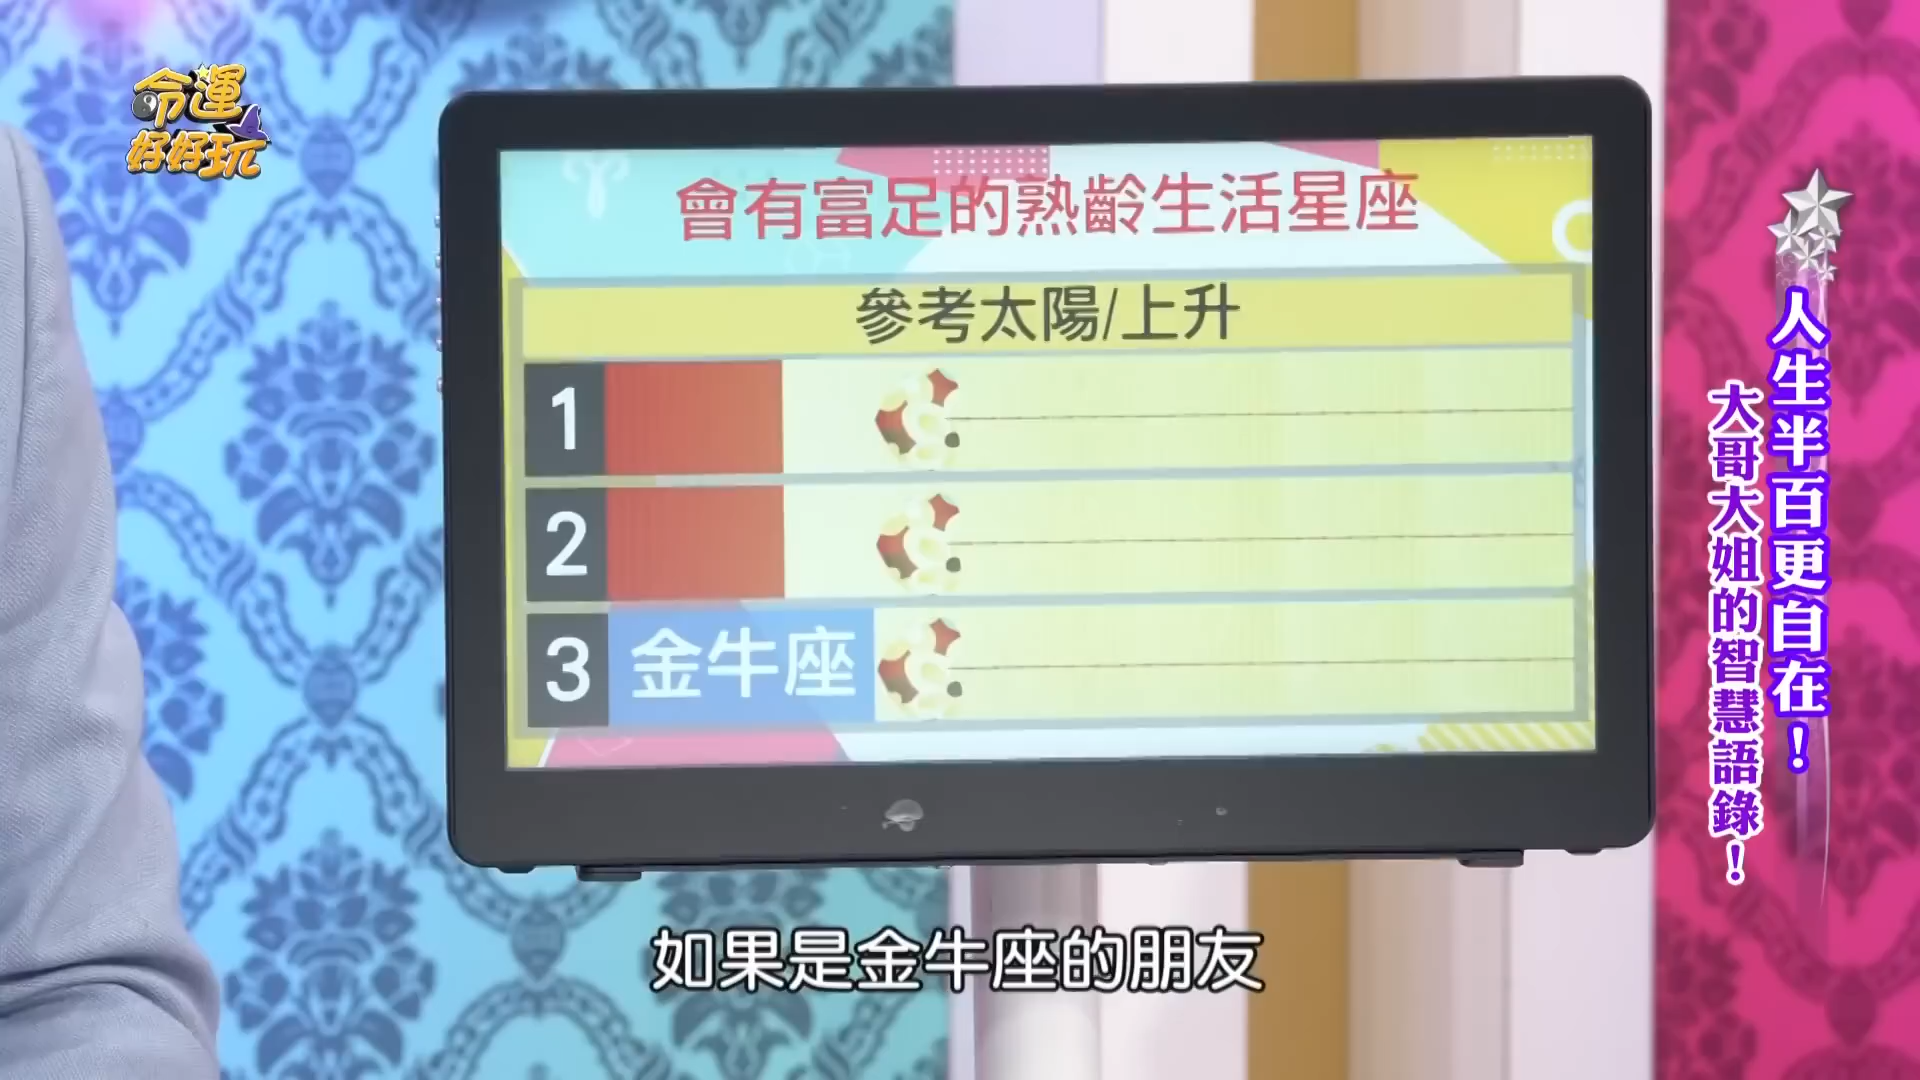 命運
好好玩
會有富足的熟齡生活星座
參考太陽/上升
1
2
3 金牛座
人生半百更自在！
大哥大姐的智慧語錄！
如果是金牛座的朋友